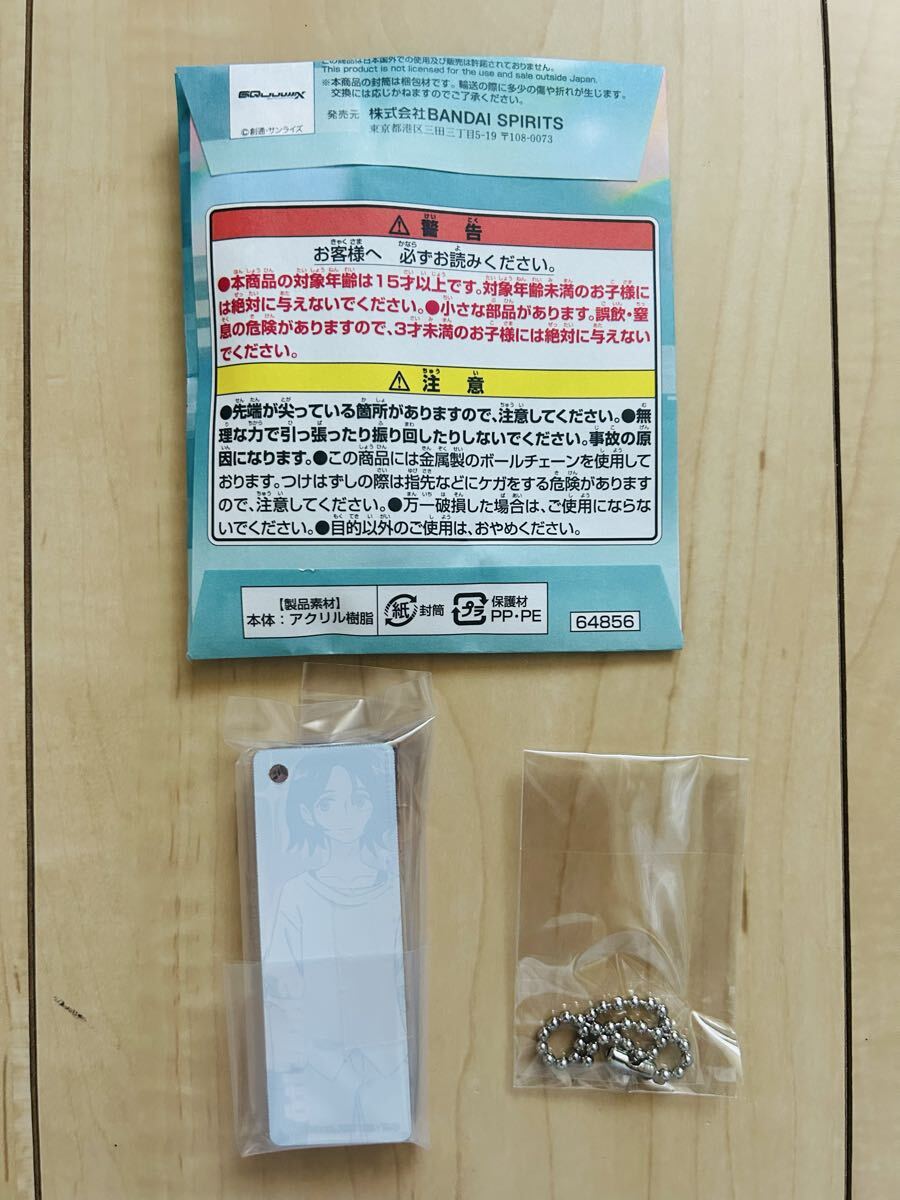 この商品は日本国外での使用及び販売は許諾されておりません。
This product is not licensed for the use and sale outside Japan.
※本商品の封筒は梱包材です。輸送の際に多少の傷や折れが生じます。
交換には応じかねますのでご了承ください。
GQuuuuuuX
©創通・サンライズ
発売元 株式会社BANDAI SPIRITS
東京都港区三田三丁目5-19 〒108-0073
⚠警告
お客様へ 必ずお読みください。
●本商品の対象年齢は15才以上です。対象年齢未満のお子様に
は絶対に与えないでください。●小さな部品があります。誤飲・窒
息の危険がありますので、3才未満のお子様には絶対に与えない
でください。
⚠注意
●先端が尖っている箇所がありますので、注意してください。●無
理な力で引っ張ったり振り回したりしないでください。事故の原
因になります。●この商品には金属製のボールチェーンを使用して
おります。つけはずしの際は指先などにケガをする危険があります
ので、注意してください。●万一破損した場合は、ご使用にならな
いでください。●目的以外のご使用は、おやめください。
【製品素材】
本体：アクリル樹脂
紙 封筒
プラ 保護材
PP・PE
64856